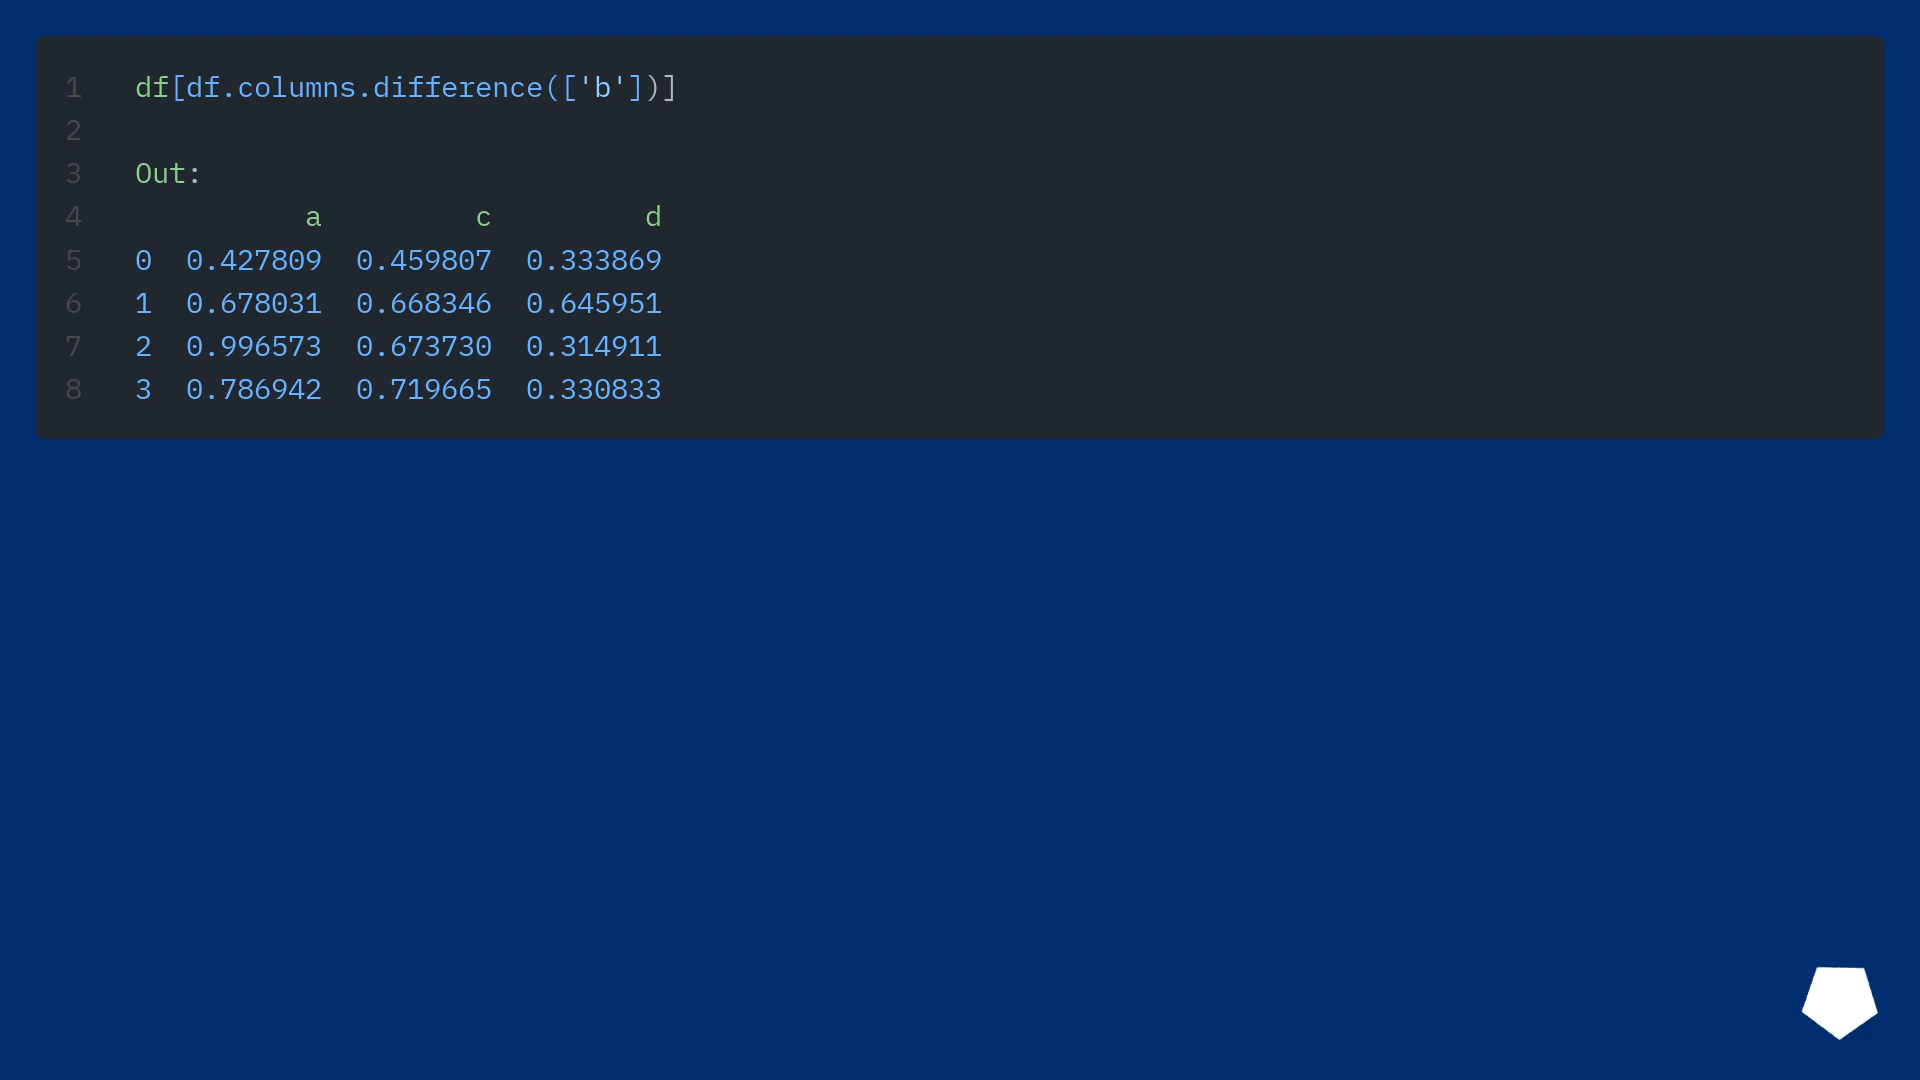 1 df[df.columns.difference(['b'])]
2
3 Out:
4           a         c         d
5 0  0.427809  0.459807  0.333869
6 1  0.678031  0.668346  0.645951
7 2  0.996573  0.673730  0.314911
8 3  0.786942  0.719665  0.330833